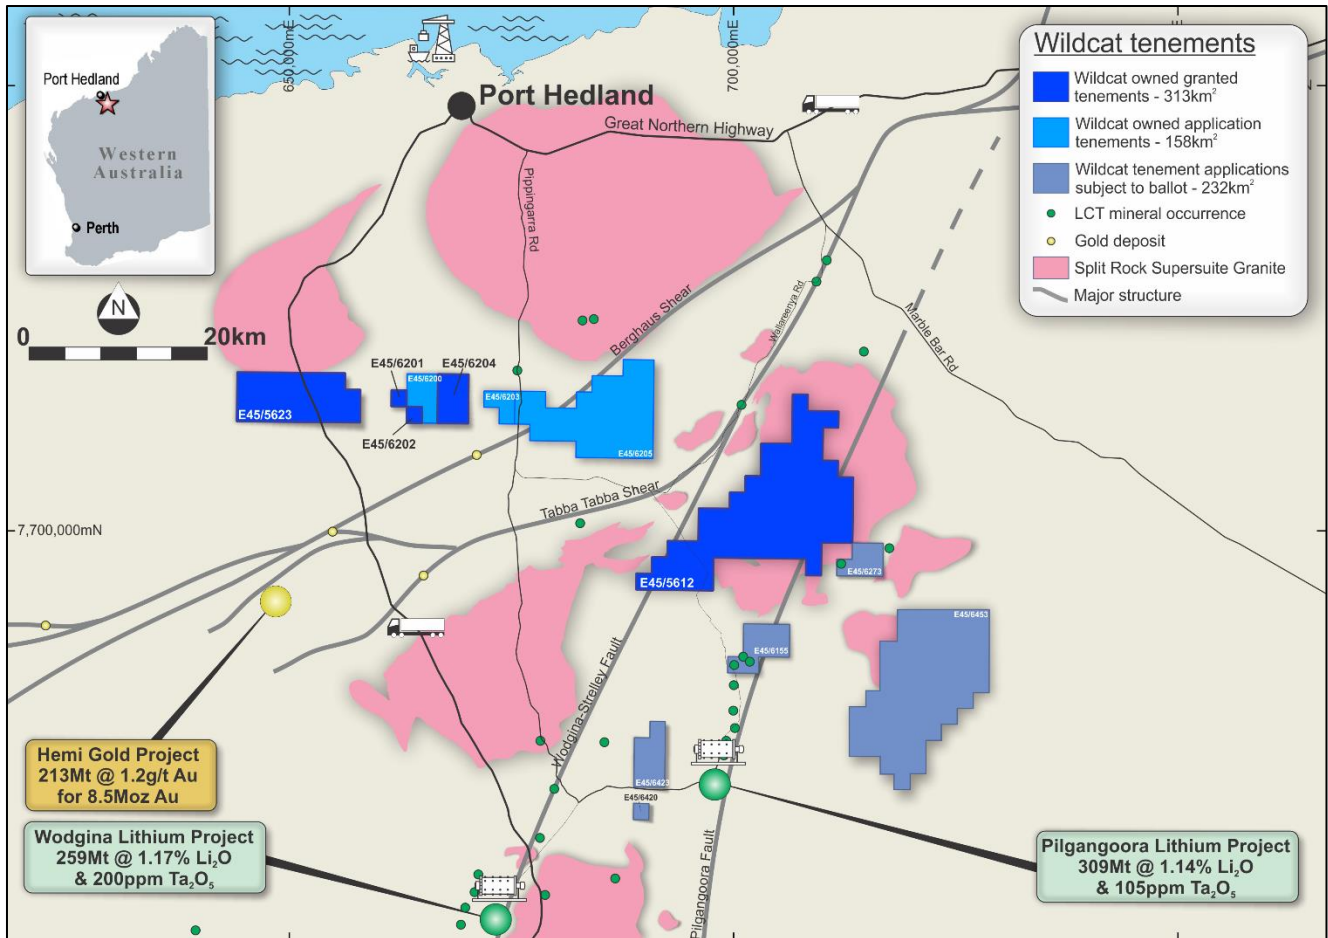 650,000mE
700,000mE
Port Hedland
Western
Australia
Perth
N
0 20km
Port Hedland
Great Northern Highway
Pippingarra Rd
Berghaus Shear
Wallareenya Rd
Marble Bar Rd
Wildcat tenements
Wildcat owned granted
tenements - 313km²
Wildcat owned application
tenements - 158km²
Wildcat tenement applications
subject to ballot - 232km²
LCT mineral occurrence
Gold deposit
Split Rock Supersuite Granite
Major structure
E45/6201
E45/6200
E45/6204
E45/5623
E45/6202
E45/6203
E45/6205
Tabba Tabba Shear
7,700,000mN
E45/5612
E45/6273
E45/6453
E45/6155
Wodgina-Strelley Fault
E45/6423
E45/6420
Pilgangoora Fault
Hemi Gold Project
213Mt @ 1.2g/t Au
for 8.5Moz Au
Wodgina Lithium Project
259Mt @ 1.17% Li₂O
& 200ppm Ta₂O₅
Pilgangoora Lithium Project
309Mt @ 1.14% Li₂O
& 105ppm Ta₂O₅